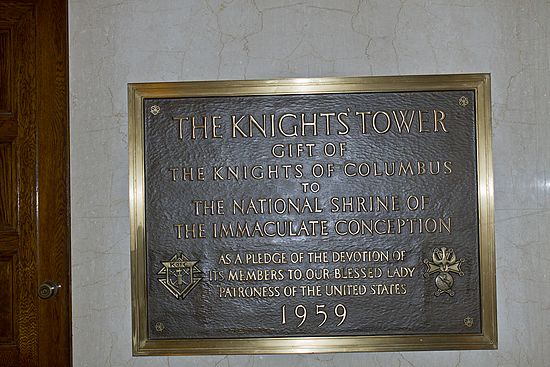 THE KNIGHTS' TOWER
GIFT OF
THE KNIGHTS OF COLUMBUS
TO
THE NATIONAL SHRINE OF
THE IMMACULATE CONCEPTION
AS A PLEDGE OF THE DEVOTION OF
ITS MEMBERS TO OUR BLESSED LADY
PATRONESS OF THE UNITED STATES
1959